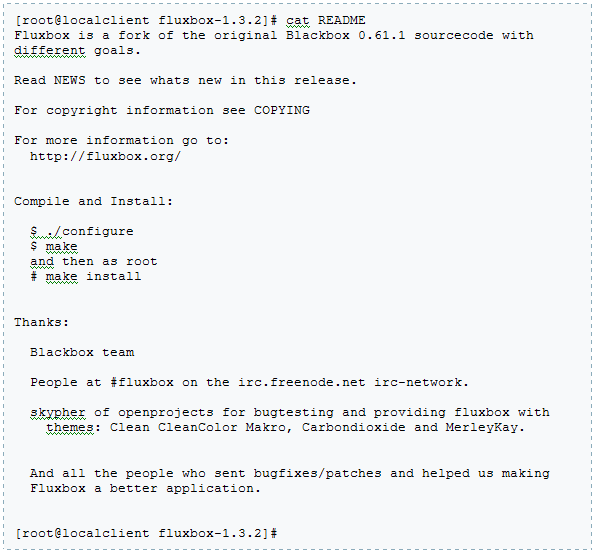 [root@localclient fluxbox-1.3.2]# cat README
Fluxbox is a fork of the original Blackbox 0.61.1 sourcecode with
different goals.
Read NEWS to see whats new in this release.
For copyright information see COPYING
For more information go to:
http://fluxbox.org/
Compile and Install:
$ ./configure
$ make
and then as root
# make install
Thanks:
Blackbox team
People at #fluxbox on the irc.freenode.net irc-network.
skypher of openprojects for bugtesting and providing fluxbox with
themes: Clean CleanColor Makro, Carbondioxide and MerleyKay.
And all the people who sent bugfixes/patches and helped us making
Fluxbox a better application.
[root@localclient fluxbox-1.3.2]#